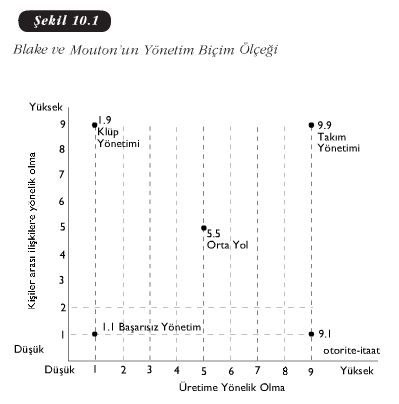 Şekil 10.1
Blake ve Mouton'un Yönetim Biçim Ölçeği
Yüksek
9
8
7
6
5
4
3
2
1
Düşük
Kişiler arası ilişkilere yönelik olma
1.9
Klüp
Yönetimi
9.9
Takım
Yönetimi
5.5
Orta Yol
1.1 Başarısız Yönetim
9.1
otorite-itaat
Düşük 1 2 3 4 5 6 7 8 9 Yüksek
Üretime Yönelik Olma